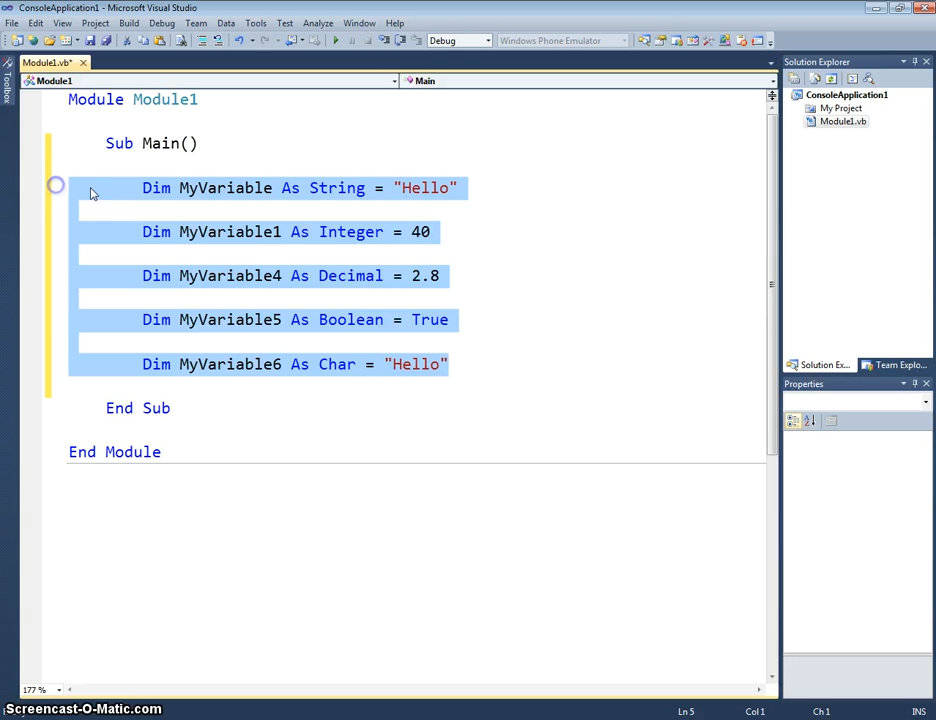 ConsoleApplication1 - Microsoft Visual Studio
File Edit View Project Build Debug Team Data Tools Test Analyze Window Help
Debug Windows Phone Emulator
Toolbox
Module1.vb*
Module1 Main
Module Module1
Sub Main()
Dim MyVariable As String = "Hello"
Dim MyVariable1 As Integer = 40
Dim MyVariable4 As Decimal = 2.8
Dim MyVariable5 As Boolean = True
Dim MyVariable6 As Char = "Hello"
End Sub
End Module
Solution Explorer
ConsoleApplication1
My Project
Module1.vb
Solution Ex... Team Explo...
Properties
177 %
Ln 5 Col 1 Ch 1 INS
Screencast-O-Matic.com